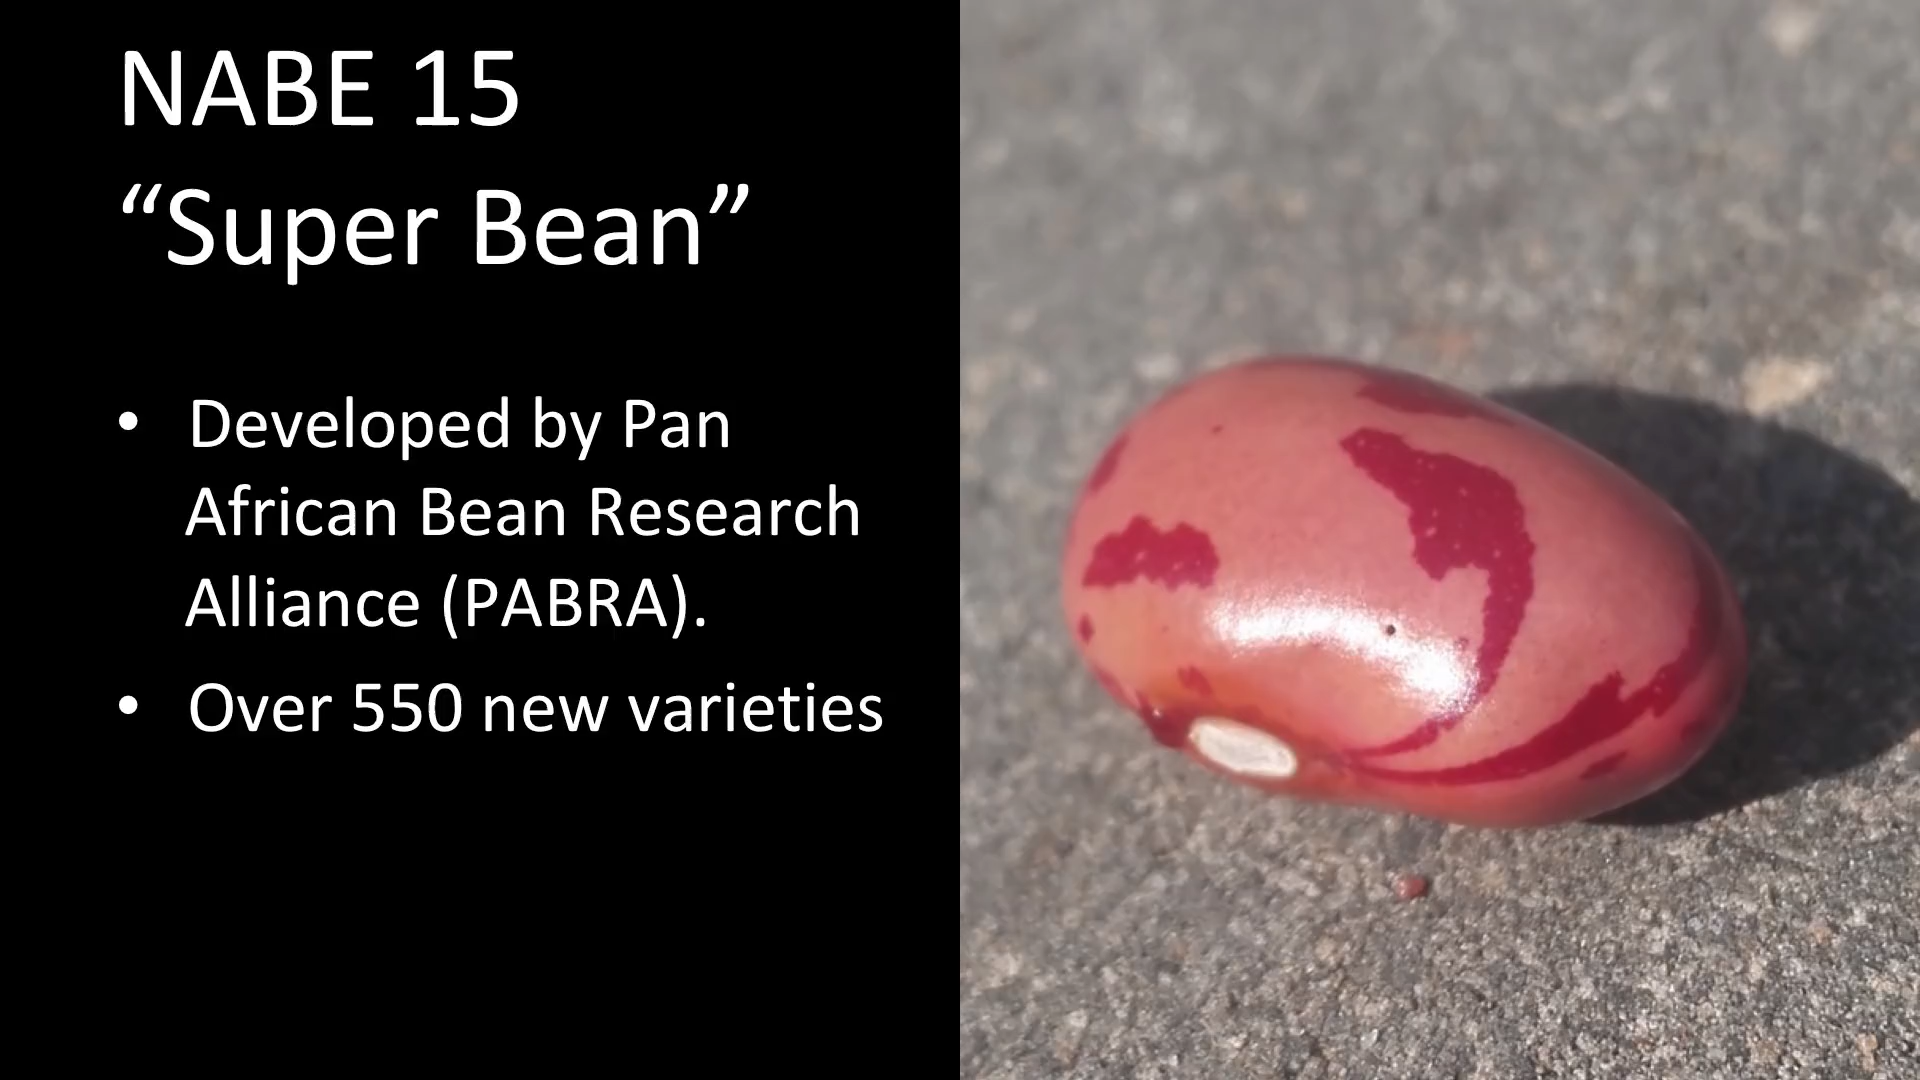 NABE 15
“Super Bean”
• Developed by Pan
African Bean Research
Alliance (PABRA).
• Over 550 new varieties